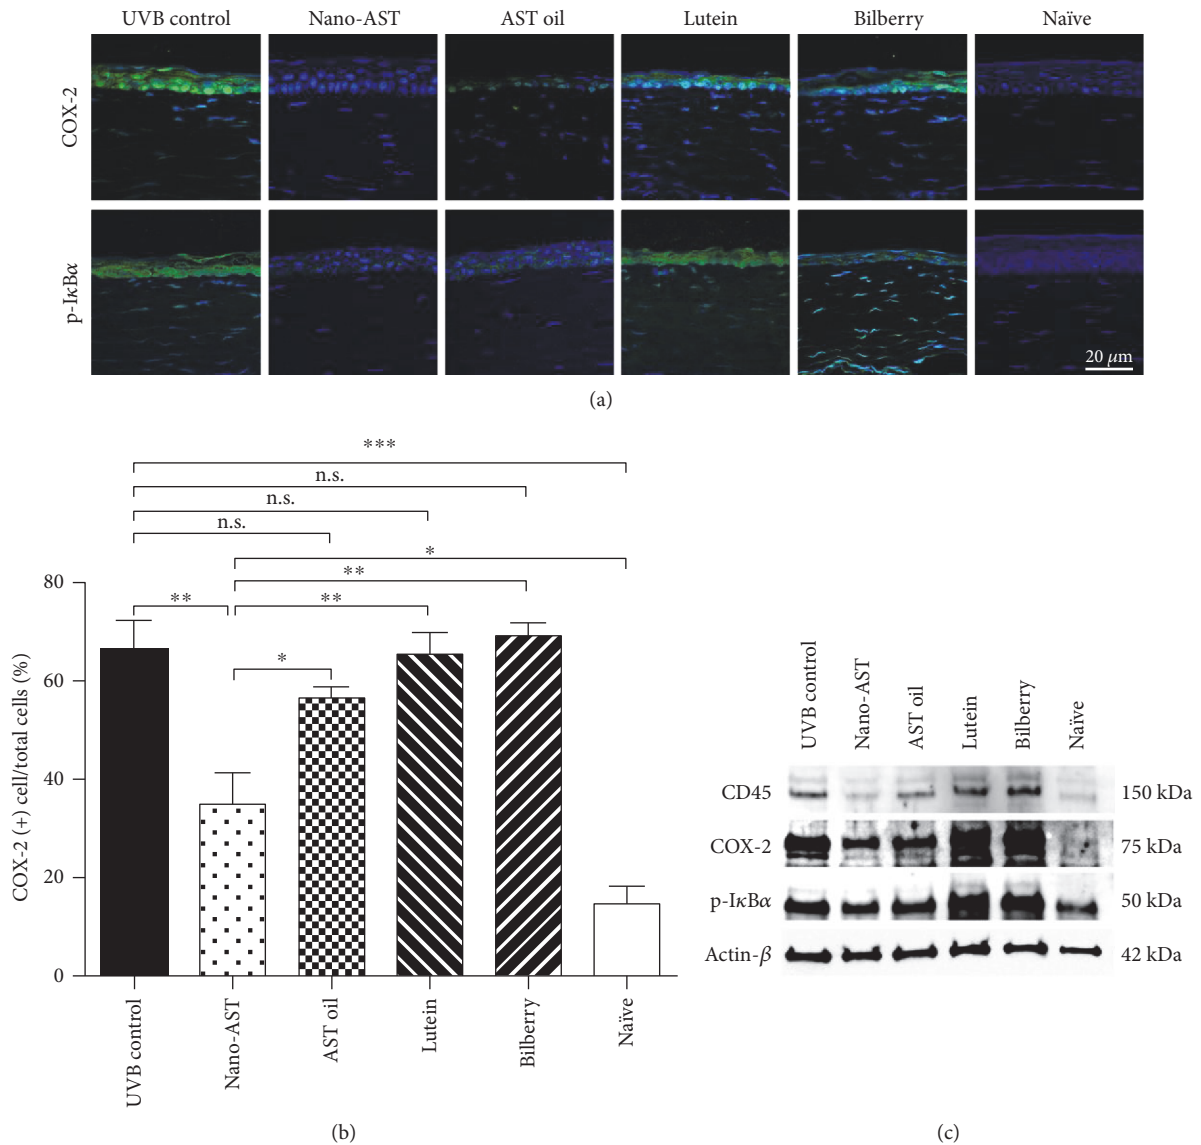 UVB control Nano-AST AST oil Lutein Bilberry Naïve
COX-2
p-IκBα
20 μm
(a)
***
n.s.
n.s.
n.s.
*
**
** **
*
COX-2 (+) cell/total cells (%)
80
60
40
20
0
UVB control Nano-AST AST oil Lutein Bilberry Naïve
(b)
UVB control Nano-AST AST oil Lutein Bilberry Naïve
CD45 150 kDa
COX-2 75 kDa
p-IκBα 50 kDa
Actin-β 42 kDa
(c)